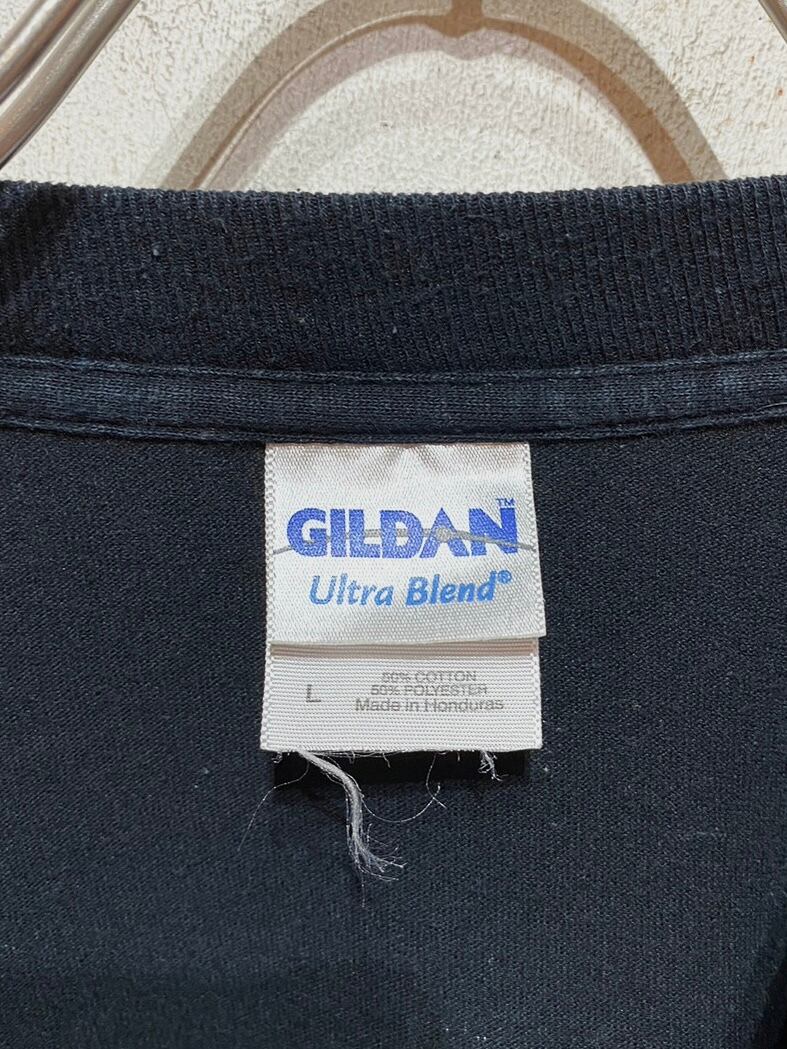 GILDAN™
Ultra Blend®
L
50% COTTON
50% POLYESTER
Made in Honduras